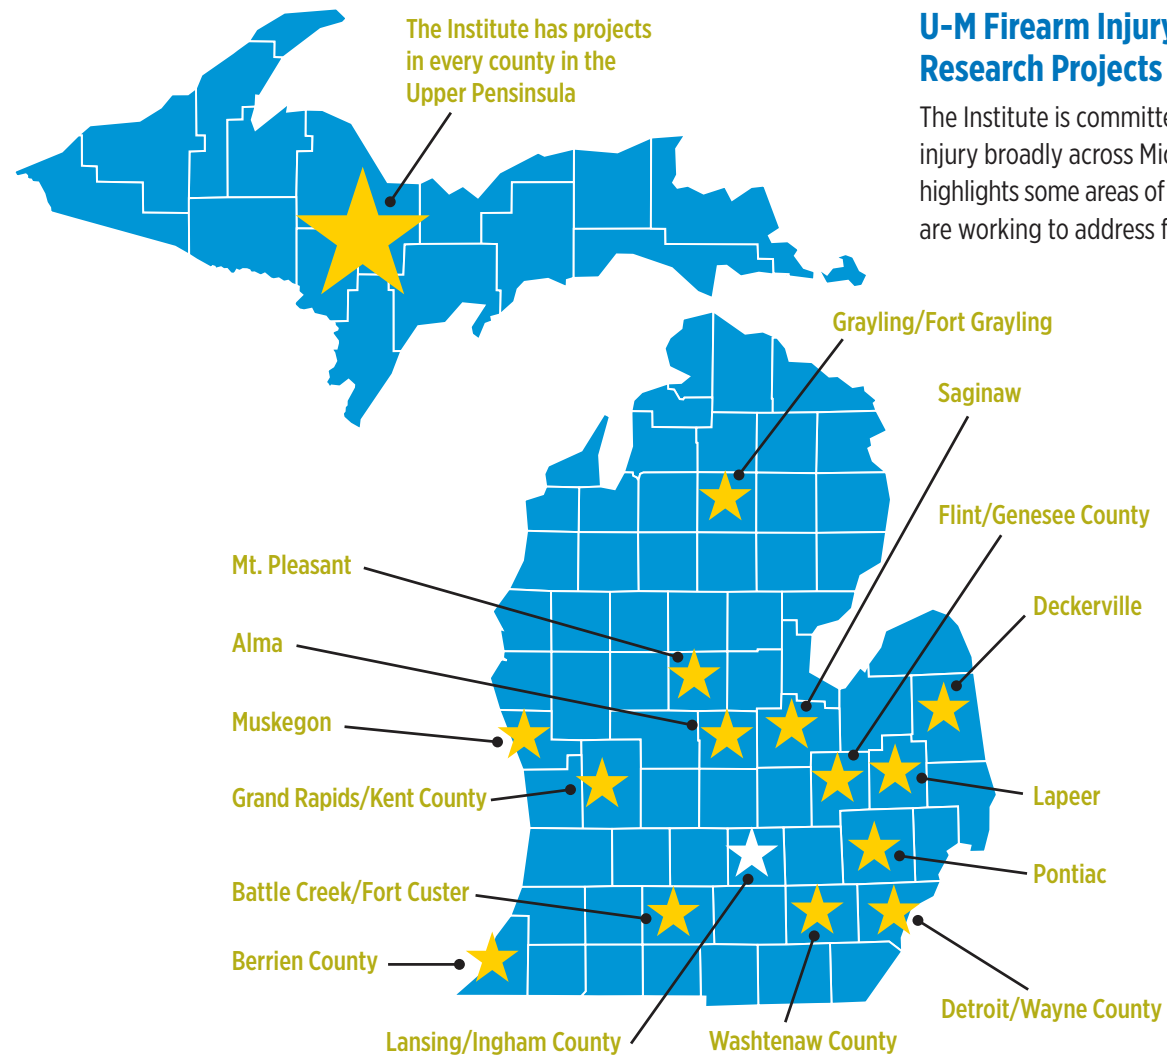 The Institute has projects
in every county in the
Upper Pensinsula
U-M Firearm Injury
Research Projects
The Institute is committe
injury broadly across Mic
highlights some areas of
are working to address f
Grayling/Fort Grayling
Saginaw
Flint/Genesee County
Mt. Pleasant
Deckerville
Alma
Muskegon
Grand Rapids/Kent County
Lapeer
Pontiac
Battle Creek/Fort Custer
Berrien County
Detroit/Wayne County
Lansing/Ingham County
Washtenaw County